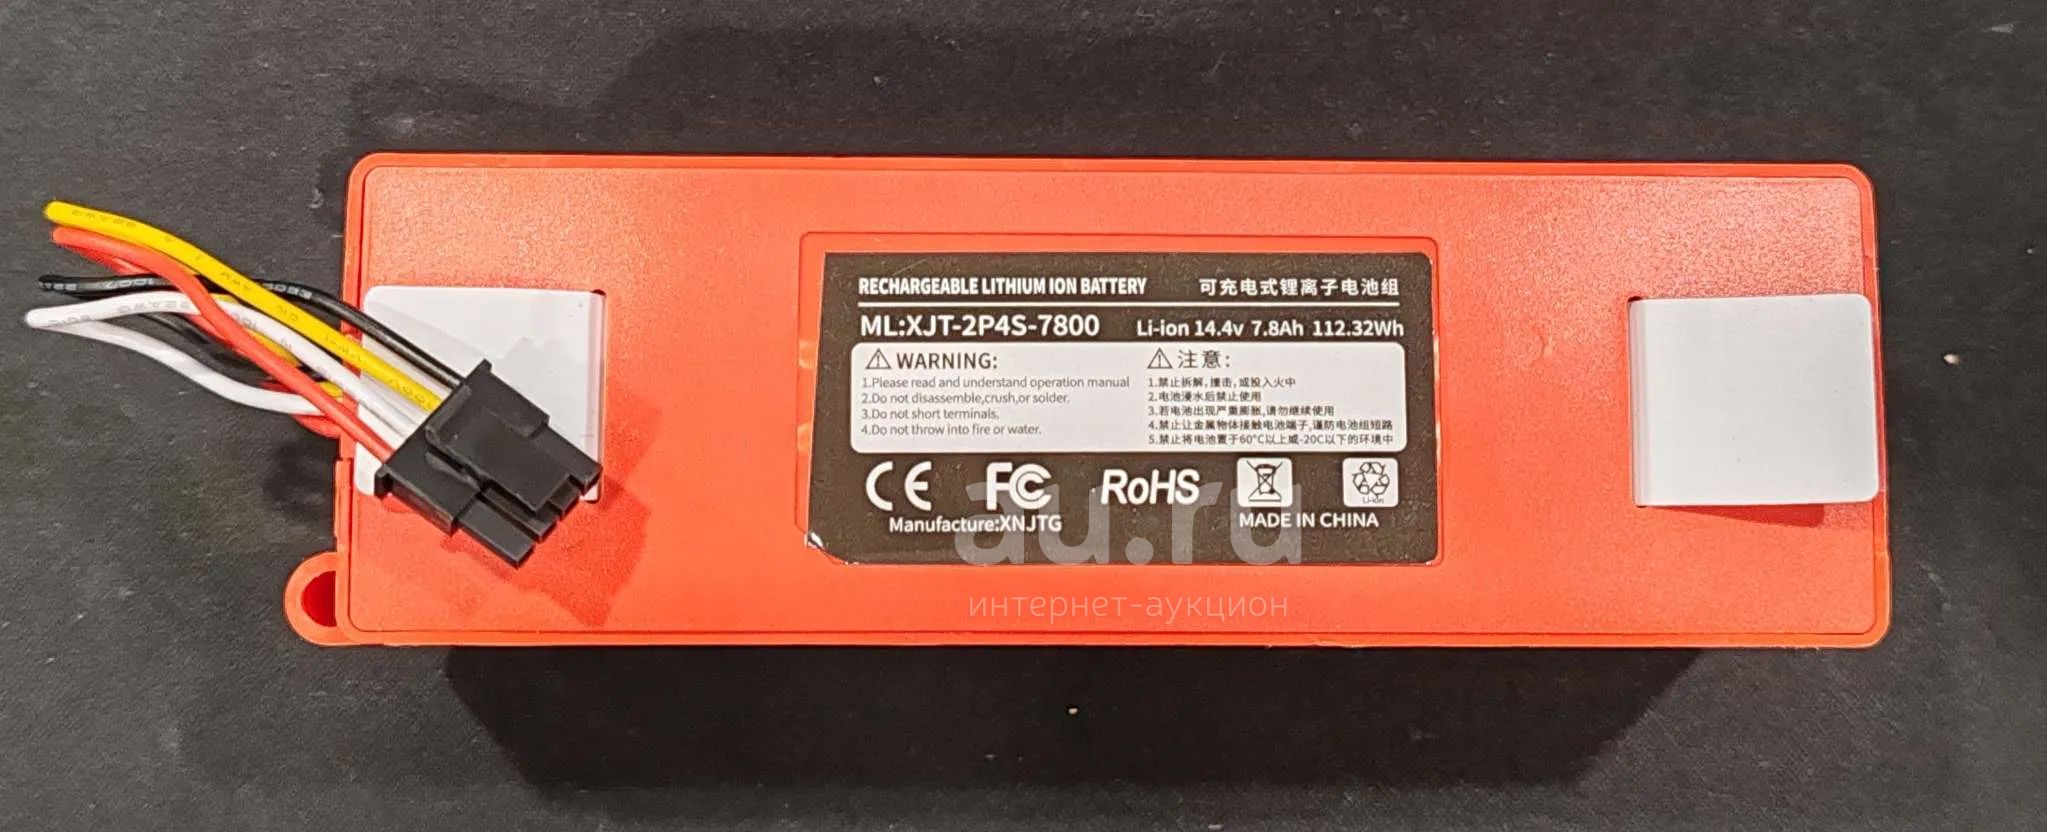 RECHARGEABLE LITHIUM ION BATTERY 可充电式锂离子电池组
ML:XJT-2P4S-7800 Li-ion 14.4v 7.8Ah 112.32Wh
WARNING:
1.Please read and understand operation manual
2.Do not disassemble,crush,or solder.
3.Do not short terminals.
4.Do not throw into fire or water.
注意:
1.禁止拆解,撞击,或投入火中
2.电池浸水后禁止使用
3.若电池出现严重膨胀,请勿继续使用
4.禁止让金属物体接触电池端子,谨防电池组短路
5.禁止将电池置于60°C以上或-20C以下的环境中
CE FC RoHS
Li-ion
Manufacture:XNJTG MADE IN CHINA
au.ru
интернет-аукцион